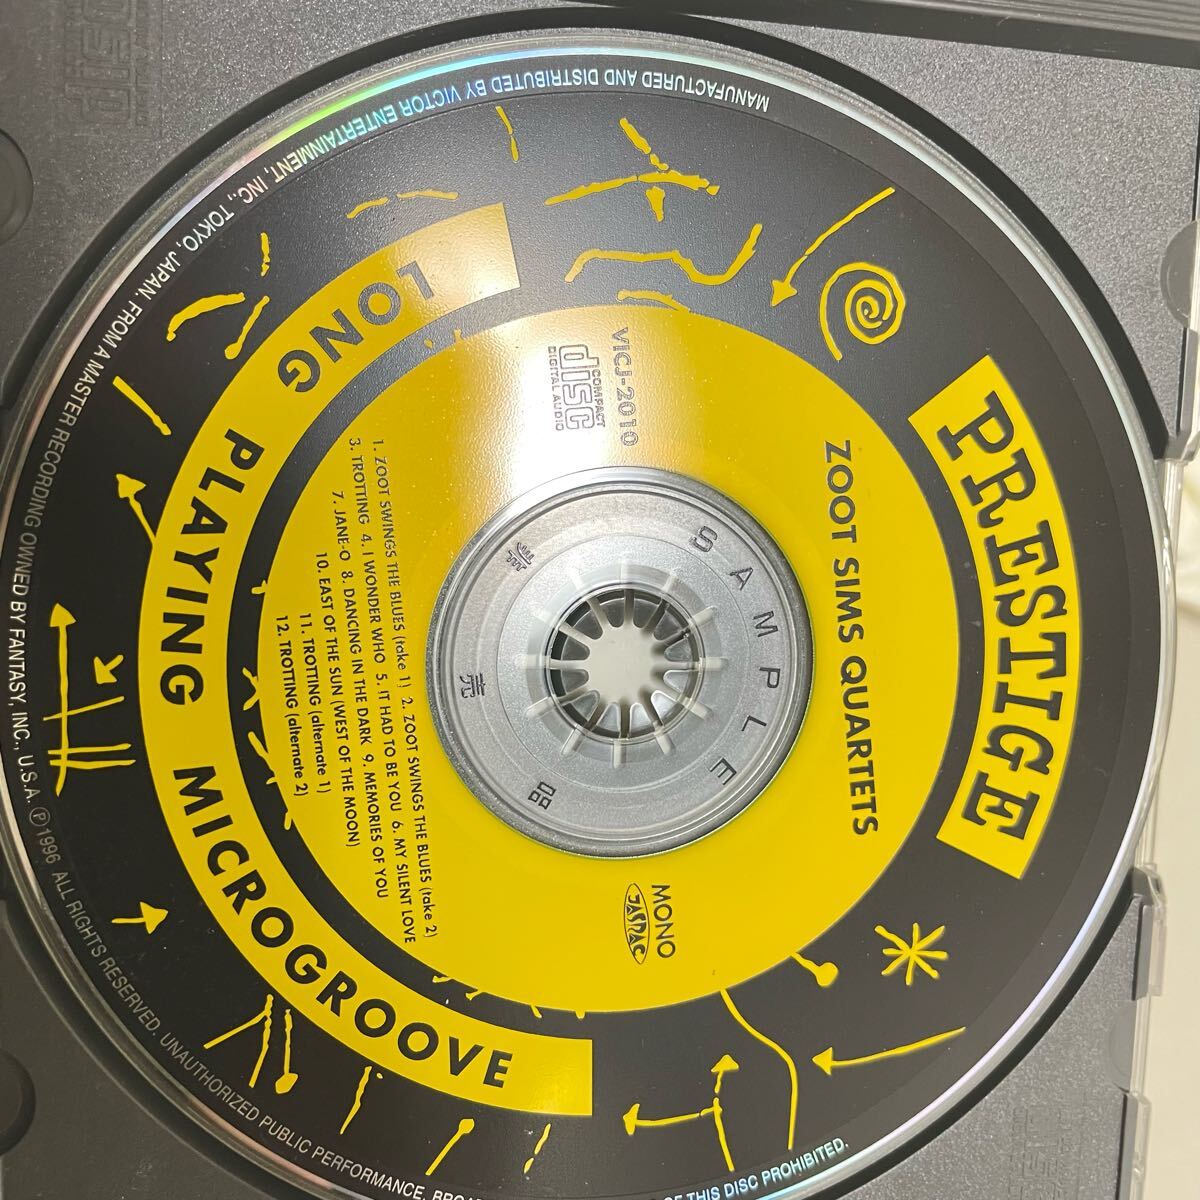 PRESTIGE
ZOOT SIMS QUARTETS
VICJ-2010
COMPACT
disc
DIGITAL AUDIO
MONO
JASRAC
SAMPLE
非売品
1. ZOOT SWINGS THE BLUES (take 1) 2. ZOOT SWINGS THE BLUES (take 2)
3. TROTTING 4. I WONDER WHO 5. IT HAD TO BE YOU 6. MY SILENT LOVE
7. JANE-O 8. DANCING IN THE DARK 9. MEMORIES OF YOU
10. EAST OF THE SUN (WEST OF THE MOON)
11. TROTTING (alternate 1)
12. TROTTING (alternate 2)
LONG PLAYING MICROGROOVE
MANUFACTURED AND DISTRIBUTED BY VICTOR ENTERTAINMENT, INC., TOKYO, JAPAN. FROM A MASTER RECORDING OWNED BY FANTASY, INC., U.S.A. ℗ 1996 ALL RIGHTS RESERVED. UNAUTHORIZED PUBLIC PERFORMANCE, OF THIS DISC PROHIBITED.
disc